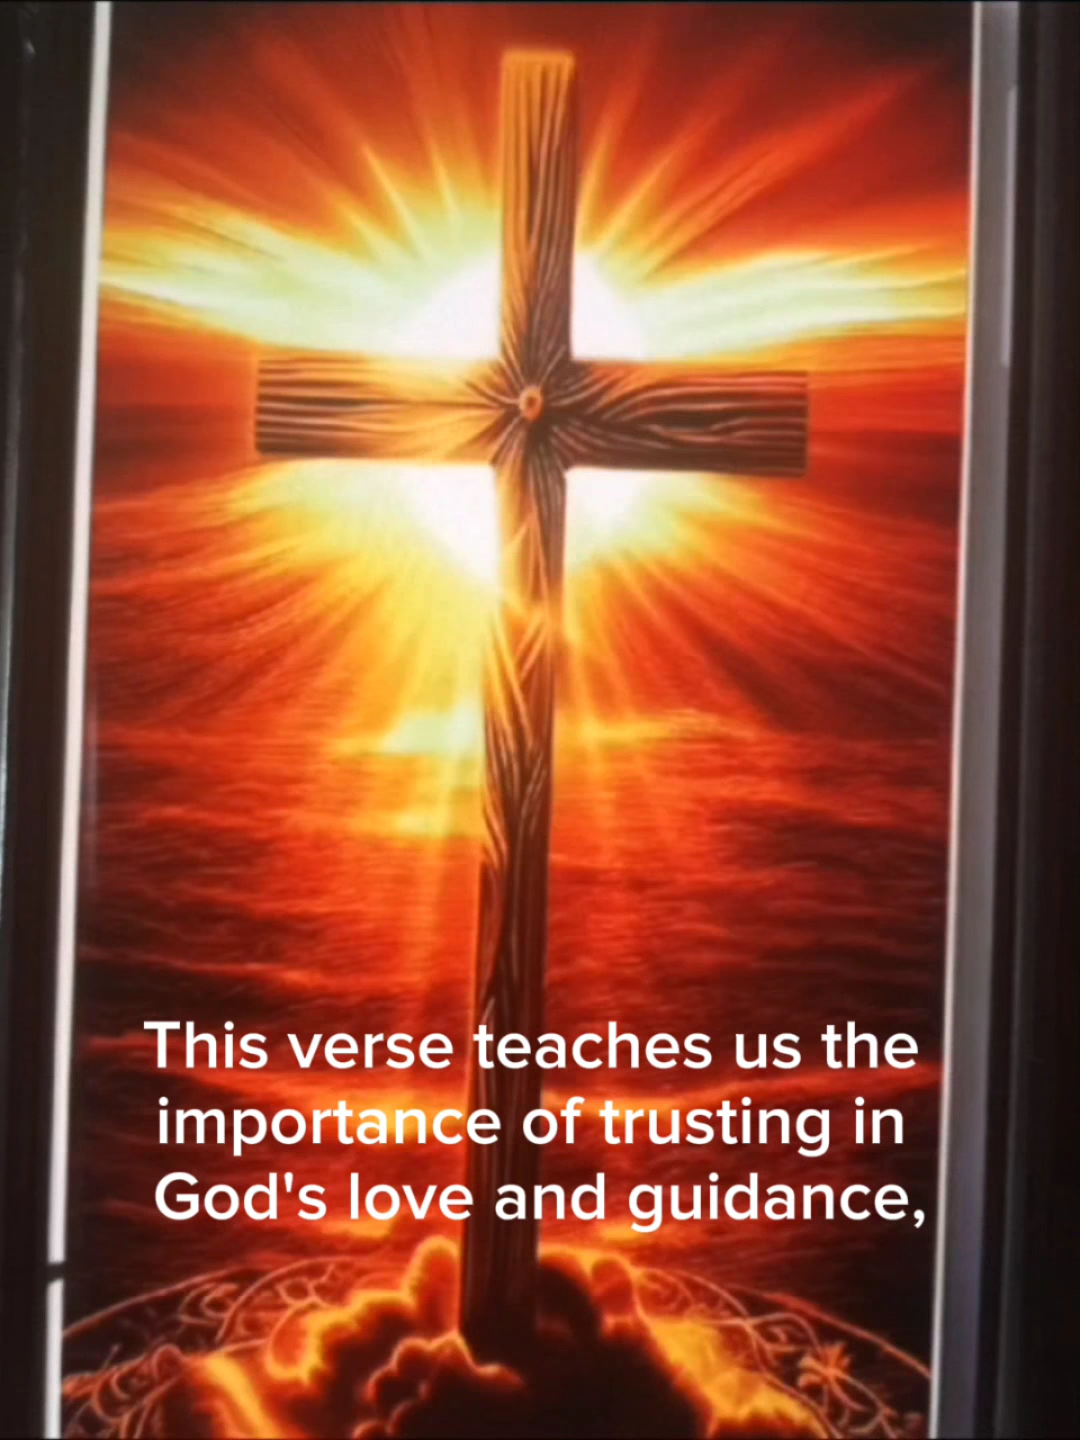 This verse teaches us the
importance of trusting in
God's love and guidance,